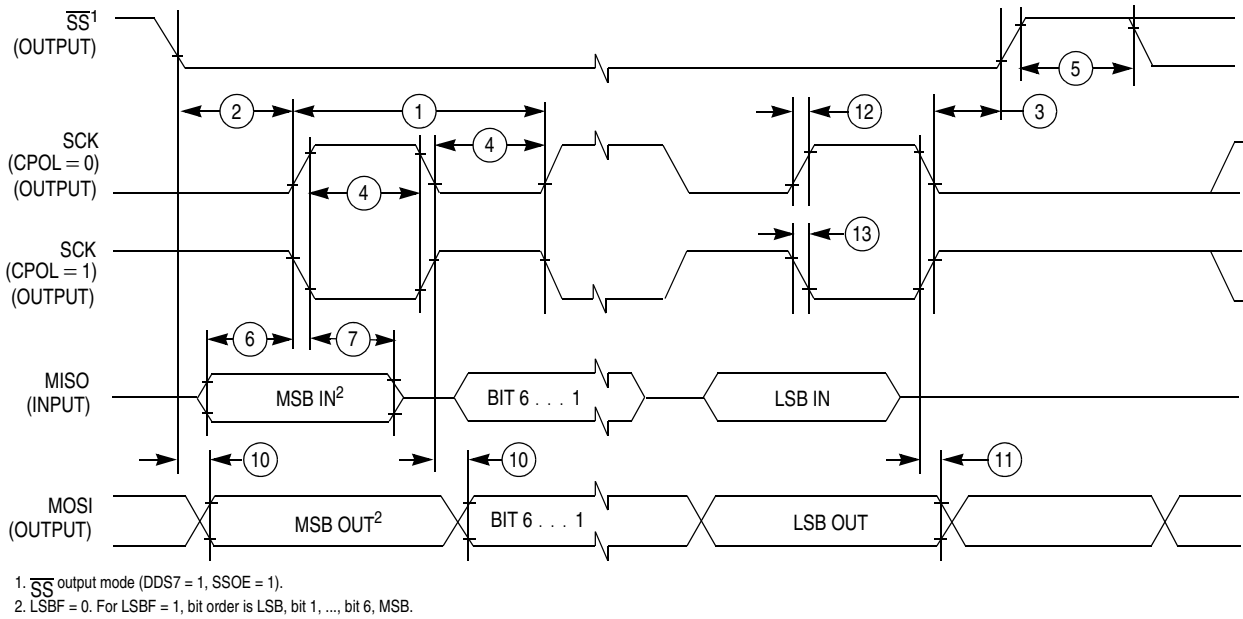 SS¹
(OUTPUT)
5
2
1
12
3
SCK
(CPOL = 0)
(OUTPUT)
4
4
SCK
(CPOL = 1)
(OUTPUT)
13
6
7
MISO
(INPUT)
MSB IN²
BIT 6 . . . 1
LSB IN
10
10
11
MOSI
(OUTPUT)
MSB OUT²
BIT 6 . . . 1
LSB OUT
1. SS output mode (DDS7 = 1, SSOE = 1).
2. LSBF = 0. For LSBF = 1, bit order is LSB, bit 1, ..., bit 6, MSB.